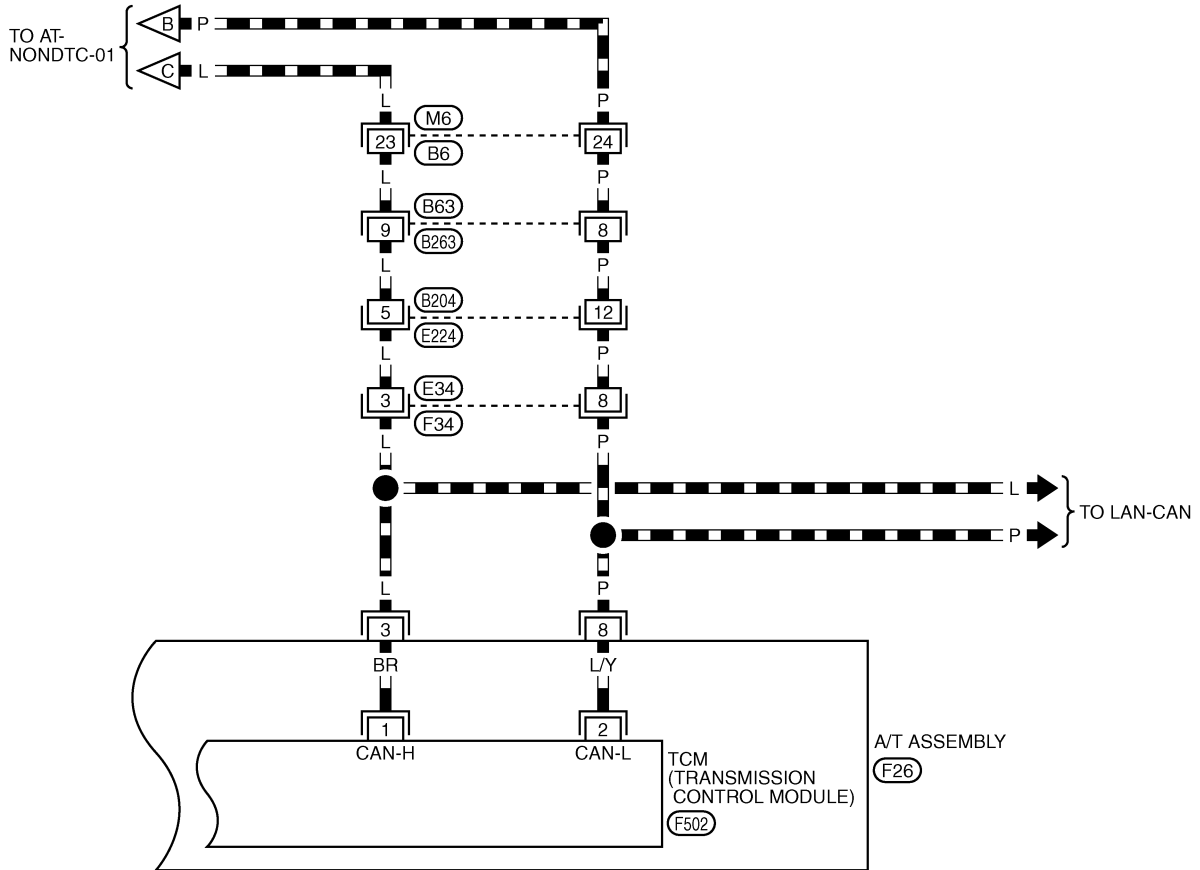 TO AT-
NONDTC-01
B P
C L
L P
M6
23 24
B6
L P
B63
9 8
B263
L P
B204
5 12
E224
L P
E34
3 8
F34
L P
L
P
TO LAN-CAN
L P
3 8
BR L/Y
1 2
CAN-H CAN-L
TCM
(TRANSMISSION
CONTROL MODULE)
F502
A/T ASSEMBLY
F26